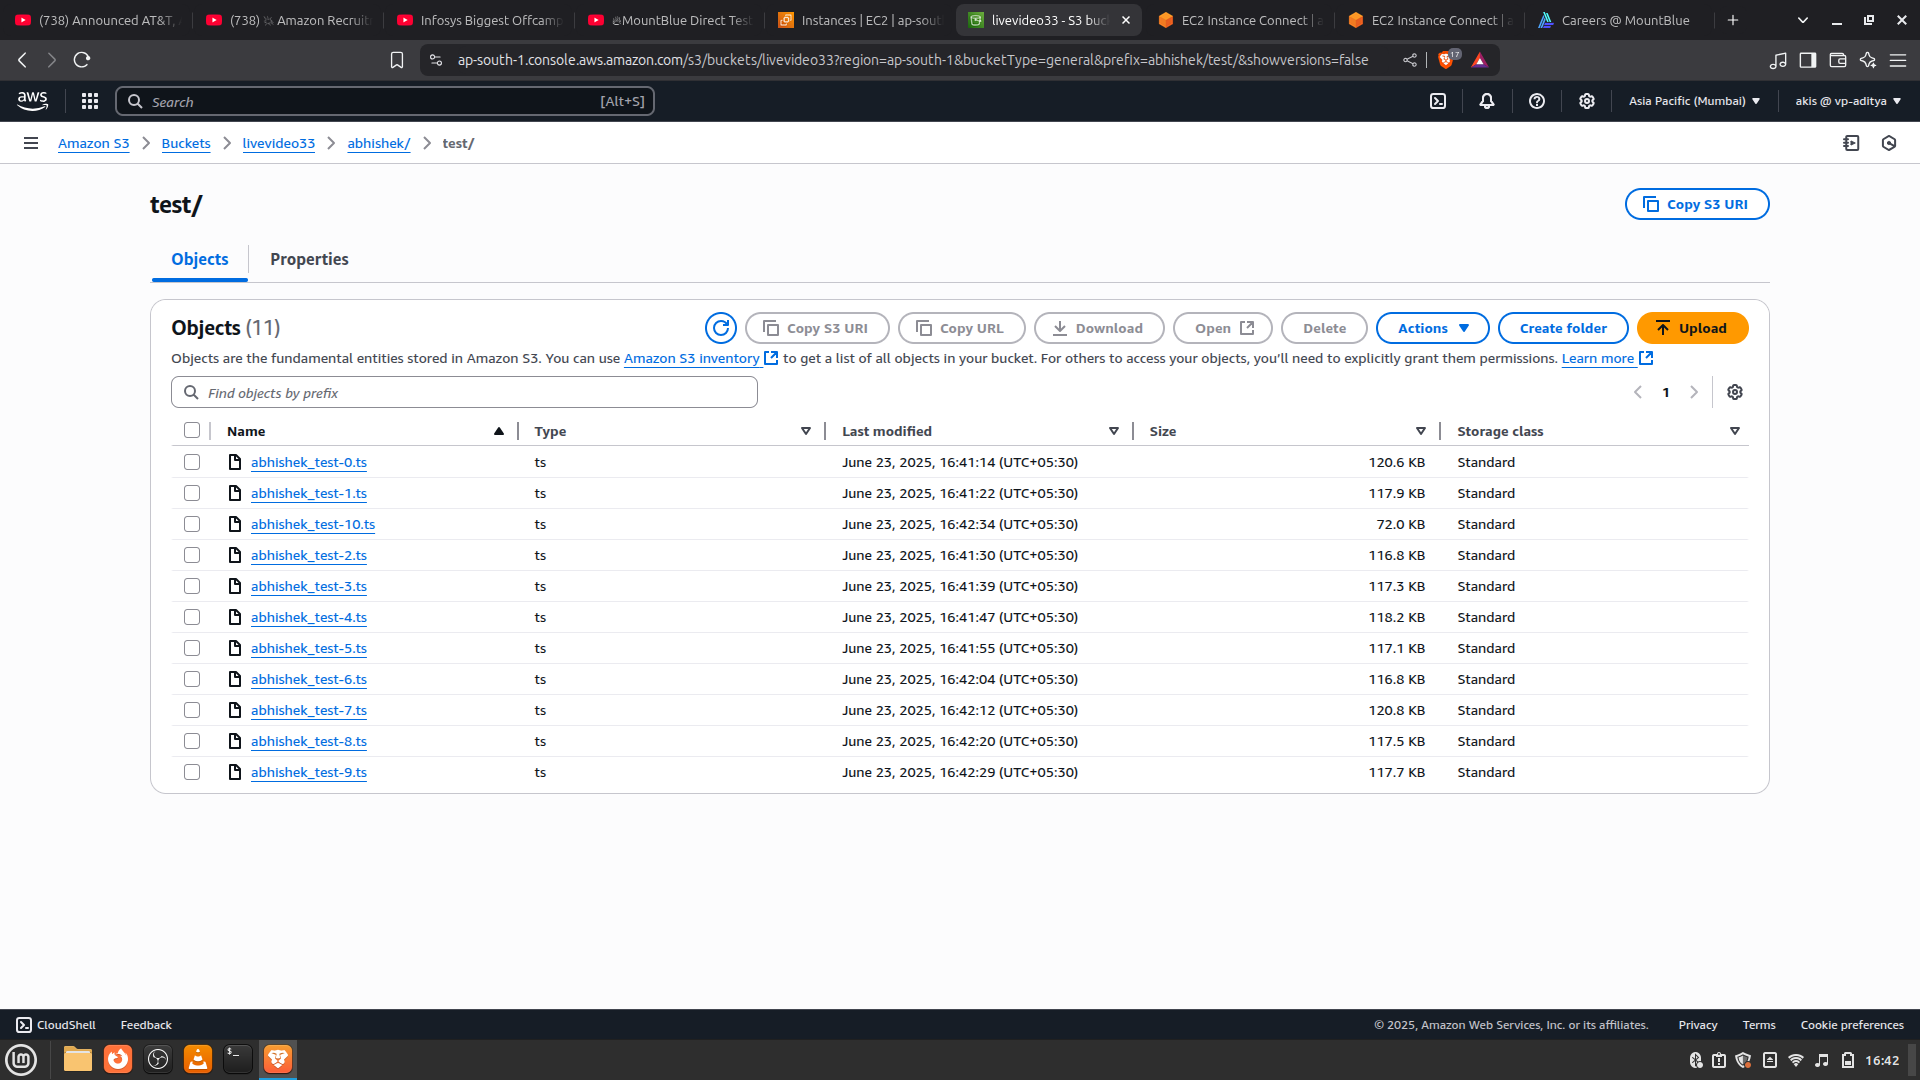 (738) Announced AT&T,
(738) Amazon Recruit
Infosys Biggest Offcamp
MountBlue Direct Test
Instances | EC2 | ap-sout
livevideo33 - S3 buc
EC2 Instance Connect | a
EC2 Instance Connect | a
Careers @ MountBlue
ap-south-1.console.aws.amazon.com/s3/buckets/livevideo33?region=ap-south-1&bucketType=general&prefix=abhishek/test/&showversions=false
17
aws
Search
[Alt+S]
Asia Pacific (Mumbai)
akis @ vp-aditya
Amazon S3
Buckets
livevideo33
abhishek/
test/
test/
Copy S3 URI
Objects
Properties
Objects (11)
Copy S3 URI
Copy URL
Download
Open
Delete
Actions
Create folder
Upload
Objects are the fundamental entities stored in Amazon S3. You can use Amazon S3 inventory to get a list of all objects in your bucket. For others to access your objects, you'll need to explicitly grant them permissions. Learn more
Find objects by prefix
1
Name Type Last modified Size Storage class
abhishek_test-0.ts ts June 23, 2025, 16:41:14 (UTC+05:30) 120.6 KB Standard
abhishek_test-1.ts ts June 23, 2025, 16:41:22 (UTC+05:30) 117.9 KB Standard
abhishek_test-10.ts ts June 23, 2025, 16:42:34 (UTC+05:30) 72.0 KB Standard
abhishek_test-2.ts ts June 23, 2025, 16:41:30 (UTC+05:30) 116.8 KB Standard
abhishek_test-3.ts ts June 23, 2025, 16:41:39 (UTC+05:30) 117.3 KB Standard
abhishek_test-4.ts ts June 23, 2025, 16:41:47 (UTC+05:30) 118.2 KB Standard
abhishek_test-5.ts ts June 23, 2025, 16:41:55 (UTC+05:30) 117.1 KB Standard
abhishek_test-6.ts ts June 23, 2025, 16:42:04 (UTC+05:30) 116.8 KB Standard
abhishek_test-7.ts ts June 23, 2025, 16:42:12 (UTC+05:30) 120.8 KB Standard
abhishek_test-8.ts ts June 23, 2025, 16:42:20 (UTC+05:30) 117.5 KB Standard
abhishek_test-9.ts ts June 23, 2025, 16:42:29 (UTC+05:30) 117.7 KB Standard
CloudShell
Feedback
© 2025, Amazon Web Services, Inc. or its affiliates.
Privacy
Terms
Cookie preferences
16:42